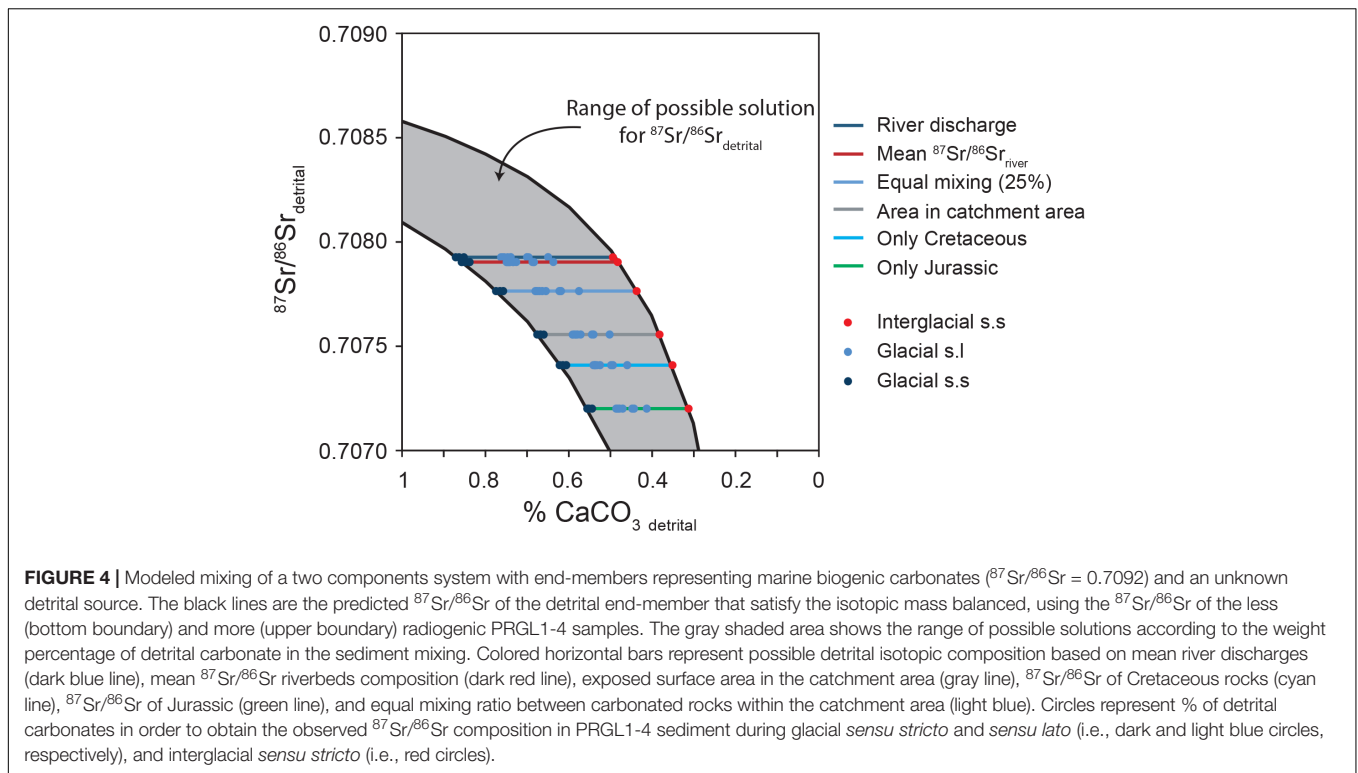 0.7090
0.7085
0.7080
0.7075
0.7070
87Sr/86Sr detrital
1 0.8 0.6 0.4 0.2 0
% CaCO3 detrital
Range of possible solution
for 87Sr/86Sr detrital
River discharge
Mean 87Sr/86Sr river
Equal mixing (25%)
Area in catchment area
Only Cretaceous
Only Jurassic
Interglacial s.s
Glacial s.l
Glacial s.s
FIGURE 4 | Modeled mixing of a two components system with end-members representing marine biogenic carbonates (87Sr/86Sr = 0.7092) and an unknown
detrital source. The black lines are the predicted 87Sr/86Sr of the detrital end-member that satisfy the isotopic mass balanced, using the 87Sr/86Sr of the less
(bottom boundary) and more (upper boundary) radiogenic PRGL1-4 samples. The gray shaded area shows the range of possible solutions according to the weight
percentage of detrital carbonate in the sediment mixing. Colored horizontal bars represent possible detrital isotopic composition based on mean river discharges
(dark blue line), mean 87Sr/86Sr riverbeds composition (dark red line), exposed surface area in the catchment area (gray line), 87Sr/86Sr of Cretaceous rocks (cyan
line), 87Sr/86Sr of Jurassic (green line), and equal mixing ratio between carbonated rocks within the catchment area (light blue). Circles represent % of detrital
carbonates in order to obtain the observed 87Sr/86Sr composition in PRGL1-4 sediment during glacial sensu stricto and sensu lato (i.e., dark and light blue circles,
respectively), and interglacial sensu stricto (i.e., red circles).